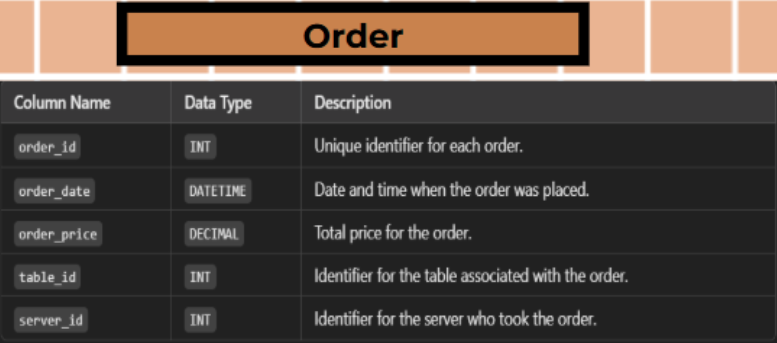 Order
Column Name Data Type Description
order_id INT Unique identifier for each order.
order_date DATETIME Date and time when the order was placed.
order_price DECIMAL Total price for the order.
table_id INT Identifier for the table associated with the order.
server_id INT Identifier for the server who took the order.